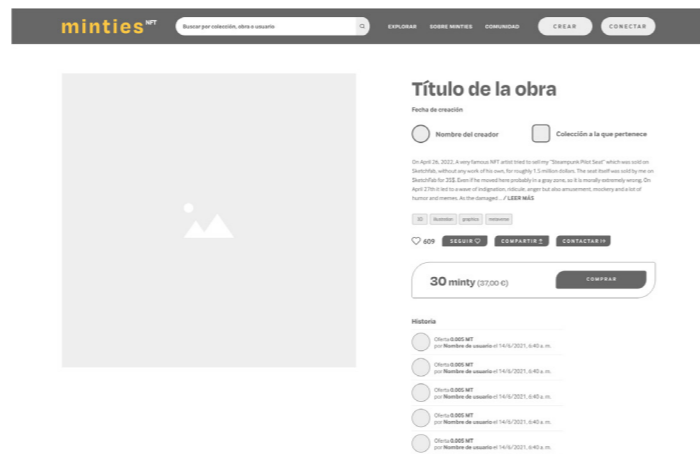 minties NFT
Buscar por colección, obra o usuario
EXPLORAR SOBRE MINTIES COMUNIDAD CREAR CONECTAR
Título de la obra
Fecha de creación
Nombre del creador Colección a la que pertenece
On April 26, 2022, A very famous NFT artist tried to sell my "Steampunk Pilot Seat" which was sold on
Sketchfab, without any work of his own, for roughly 1.5 million dollars. The seat itself was sold by me on
Sketchfab for 35$. Even if he moved here probably in a gray zone, so it is morally extremely wrong. On
April 27th it led to a wave of indignation, ridicule, anger but also amusement, mockery and a lot of
humor and memes. As the damaged ... / LEER MÁS
3D ilustrador graphics metaverse
609 SEGUIR COMPARTIR CONTACTAR
30 minty (37,00 €) COMPRAR
Historia
Oferta 0.005 MT
por Nombre de usuario el 14/6/2021, 6:40 a. m.
Oferta 0.005 MT
por Nombre de usuario el 14/6/2021, 6:40 a. m.
Oferta 0.005 MT
por Nombre de usuario el 14/6/2021, 6:40 a. m.
Oferta 0.005 MT
por Nombre de usuario el 14/6/2021, 6:40 a. m.
Oferta 0.005 MT
por Nombre de usuario el 14/6/2021, 6:40 a. m.